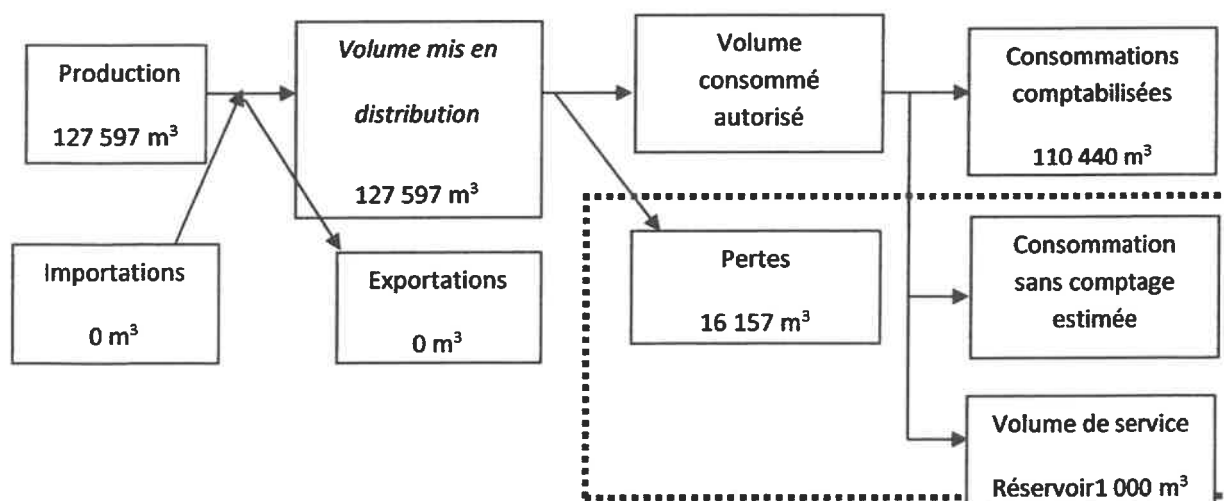 Production
127 597 m³
Volume mis en
distribution
127 597 m³
Volume
consommé
autorisé
Consommations
comptabilisées
110 440 m³
Importations
0 m³
Exportations
0 m³
Pertes
16 157 m³
Consommation
sans comptage
estimée
Volume de service
Réservoir1 000 m³